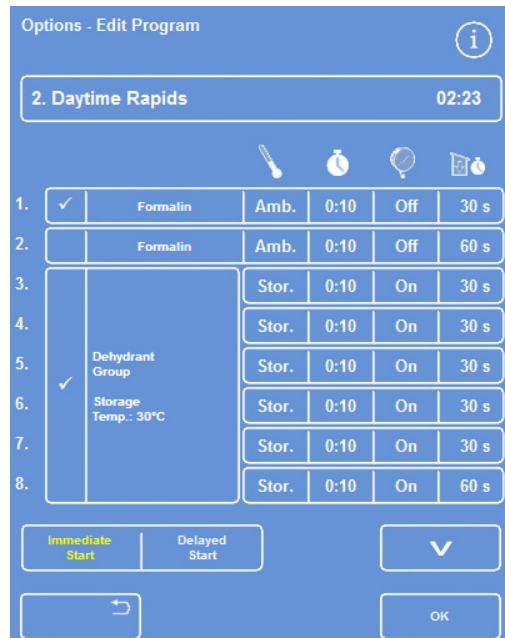 Options - Edit Program
i
2. Daytime Rapids 02:23
1. ✓ Formalin Amb. 0:10 Off 30 s
2. Formalin Amb. 0:10 Off 60 s
3. Stor. 0:10 On 30 s
4. Stor. 0:10 On 30 s
5. Stor. 0:10 On 30 s
Dehydrant
Group
✓
6. Stor. 0:10 On 30 s
Storage
Temp.: 30°C
7. Stor. 0:10 On 30 s
8. Stor. 0:10 On 60 s
Immediate
Start
Delayed
Start
OK